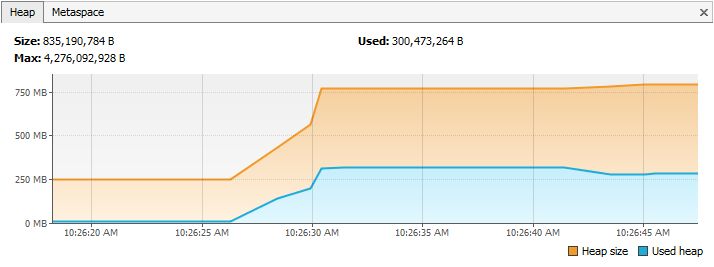 Heap Metaspace
Size: 835,190,784 B Used: 300,473,264 B
Max: 4,276,092,928 B
750 MB
500 MB
250 MB
0 MB
10:26:20 AM 10:26:25 AM 10:26:30 AM 10:26:35 AM 10:26:40 AM 10:26:45 AM
Heap size Used heap